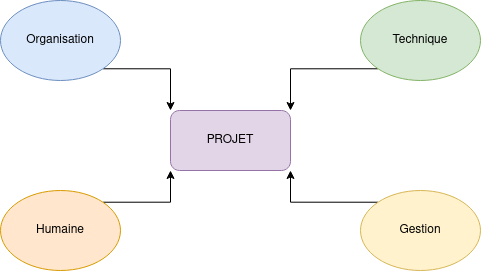 Organisation
Technique
PROJET
Humaine
Gestion